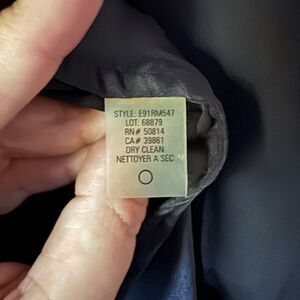 STYLE: E91RM547
LOT: 68879
RN# 50814
CA# 39861
DRY CLEAN
NETTOYER A SEC